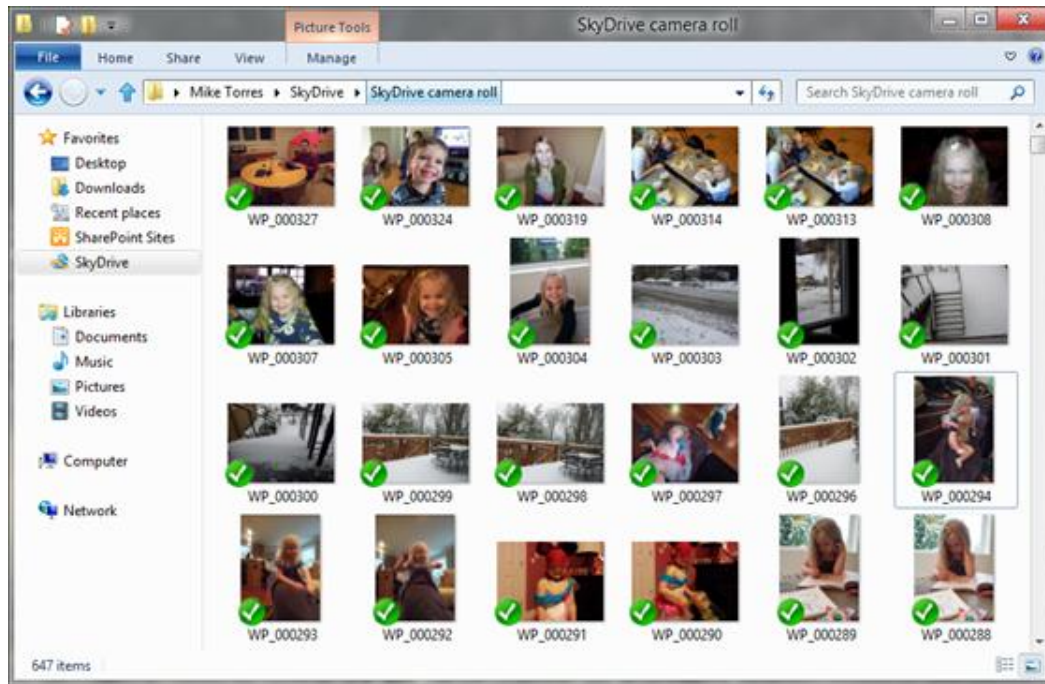 Picture Tools
SkyDrive camera roll
File Home Share View Manage
Mike Torres SkyDrive SkyDrive camera roll
Search SkyDrive camera roll
Favorites
Desktop
Downloads
Recent places
SharePoint Sites
SkyDrive
Libraries
Documents
Music
Pictures
Videos
Computer
Network
WP_000327 WP_000324 WP_000319 WP_000314 WP_000313 WP_000308
WP_000307 WP_000305 WP_000304 WP_000303 WP_000302 WP_000301
WP_000300 WP_000299 WP_000298 WP_000297 WP_000296 WP_000294
WP_000293 WP_000292 WP_000291 WP_000290 WP_000289 WP_000288
647 items